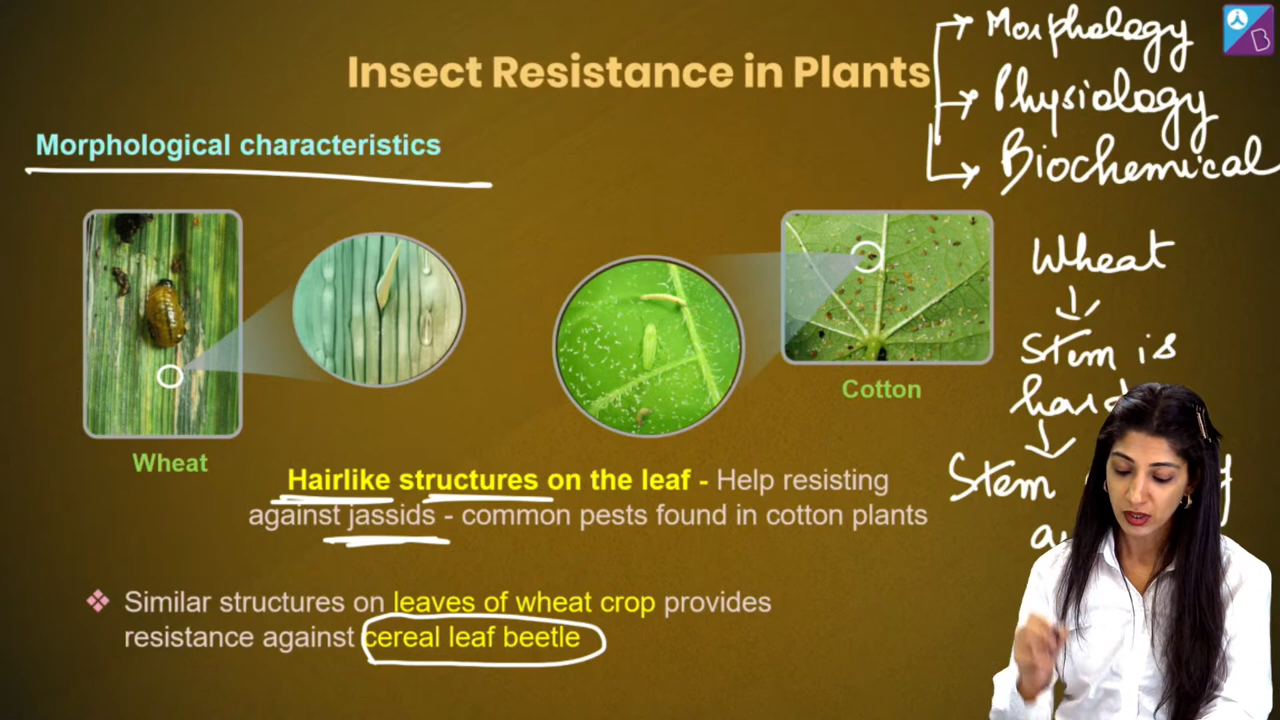 Insect Resistance in Plants
Morphology
Physiology
Biochemical
Morphological characteristics
Wheat
Cotton
Hairlike structures on the leaf - Help resisting
against jassids - common pests found in cotton plants
❖ Similar structures on leaves of wheat crop provides
resistance against cereal leaf beetle
Wheat
Stem is
Stem
B